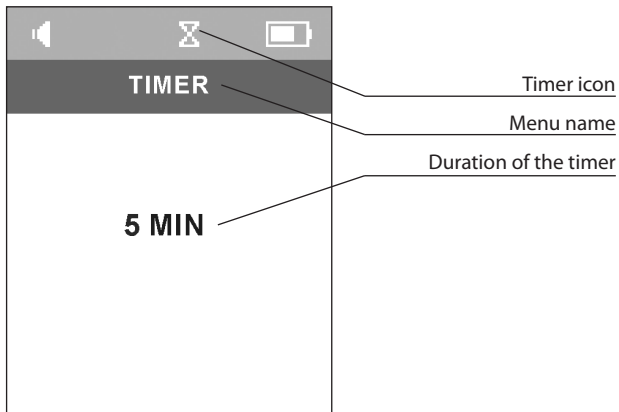 TIMER
Timer icon
Menu name
Duration of the timer
5 MIN